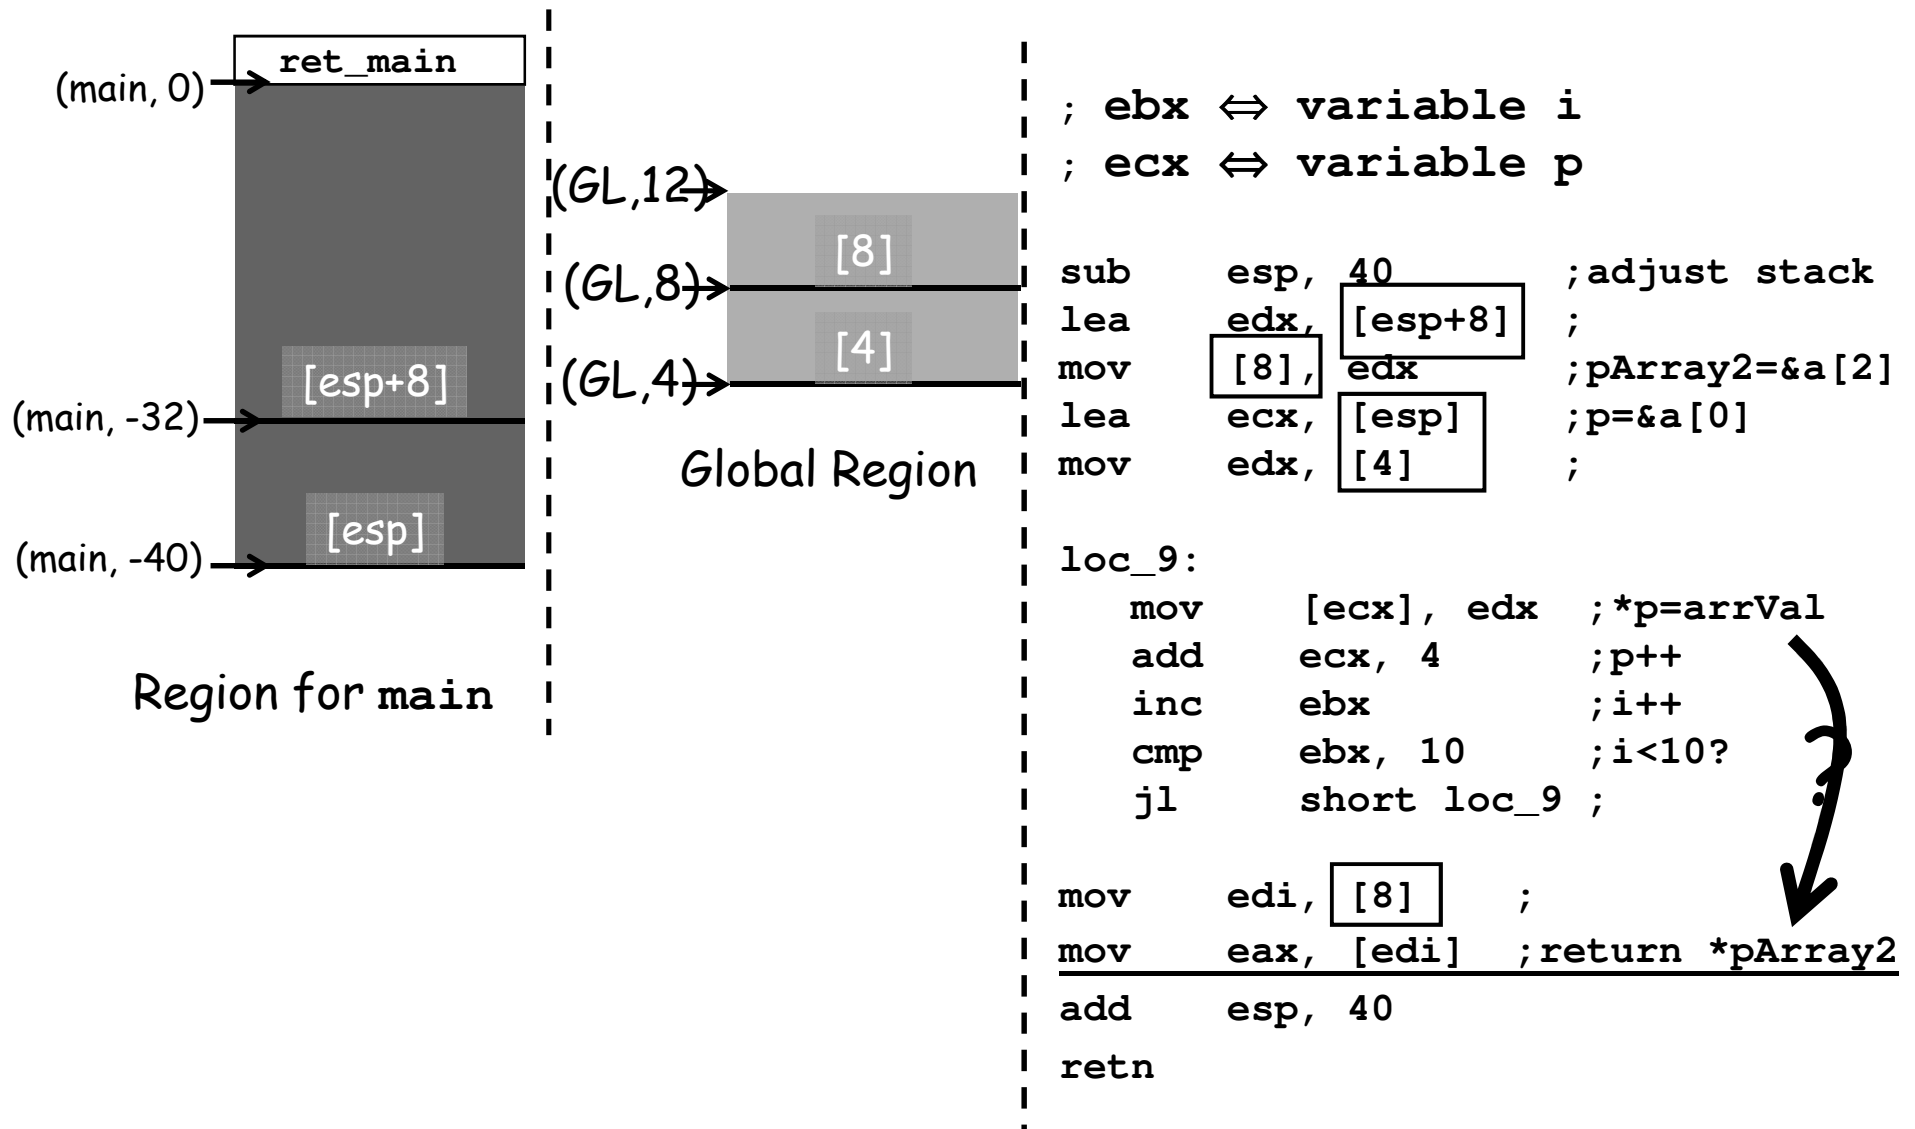 ret_main
(main, 0)
[esp+8]
(main, -32)
[esp]
(main, -40)
Region for main
(GL,12)
[8]
(GL,8)
[4]
(GL,4)
Global Region
; ebx ⇔ variable i
; ecx ⇔ variable p
sub esp, 40 ;adjust stack
lea edx, [esp+8] ;
mov [8], edx ;pArray2=&a[2]
lea ecx, [esp] ;p=&a[0]
mov edx, [4] ;
loc_9:
mov [ecx], edx ;*p=arrVal
add ecx, 4 ;p++
inc ebx ;i++
cmp ebx, 10 ;i<10?
jl short loc_9 ;
?
mov edi, [8] ;
mov eax, [edi] ;return *pArray2
add esp, 40
retn